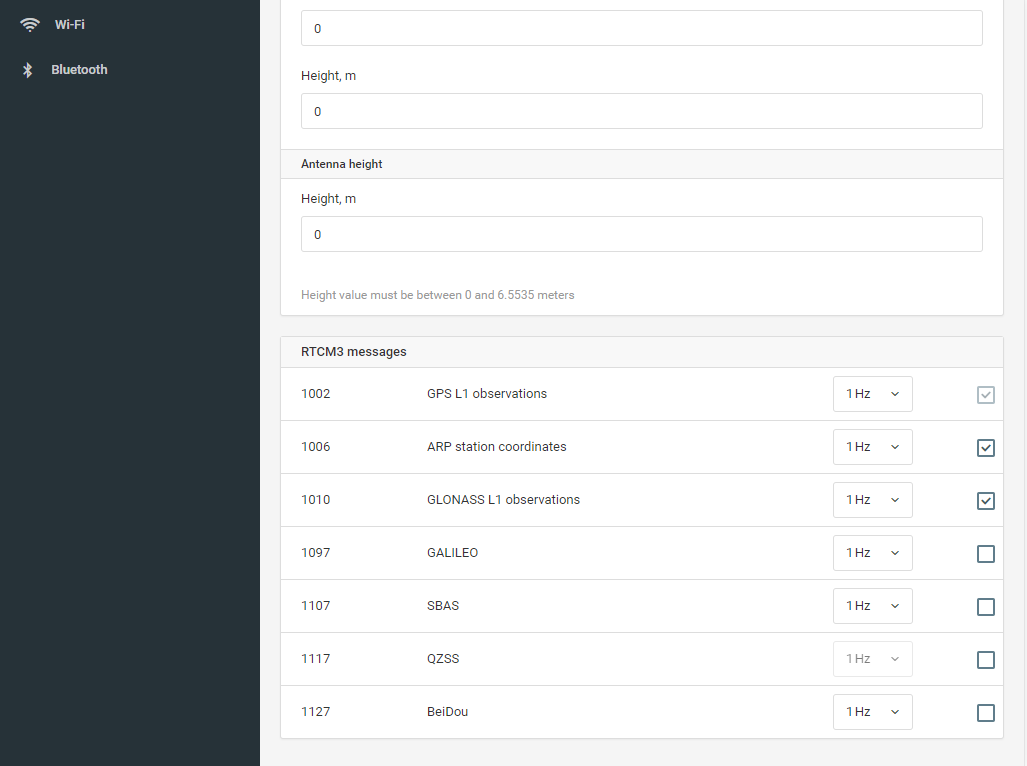 Wi-Fi
Bluetooth
0
Height, m
0
Antenna height
Height, m
0
Height value must be between 0 and 6.5535 meters
RTCM3 messages
1002 GPS L1 observations 1 Hz
1006 ARP station coordinates 1 Hz
1010 GLONASS L1 observations 1 Hz
1097 GALILEO 1 Hz
1107 SBAS 1 Hz
1117 QZSS 1 Hz
1127 BeiDou 1 Hz